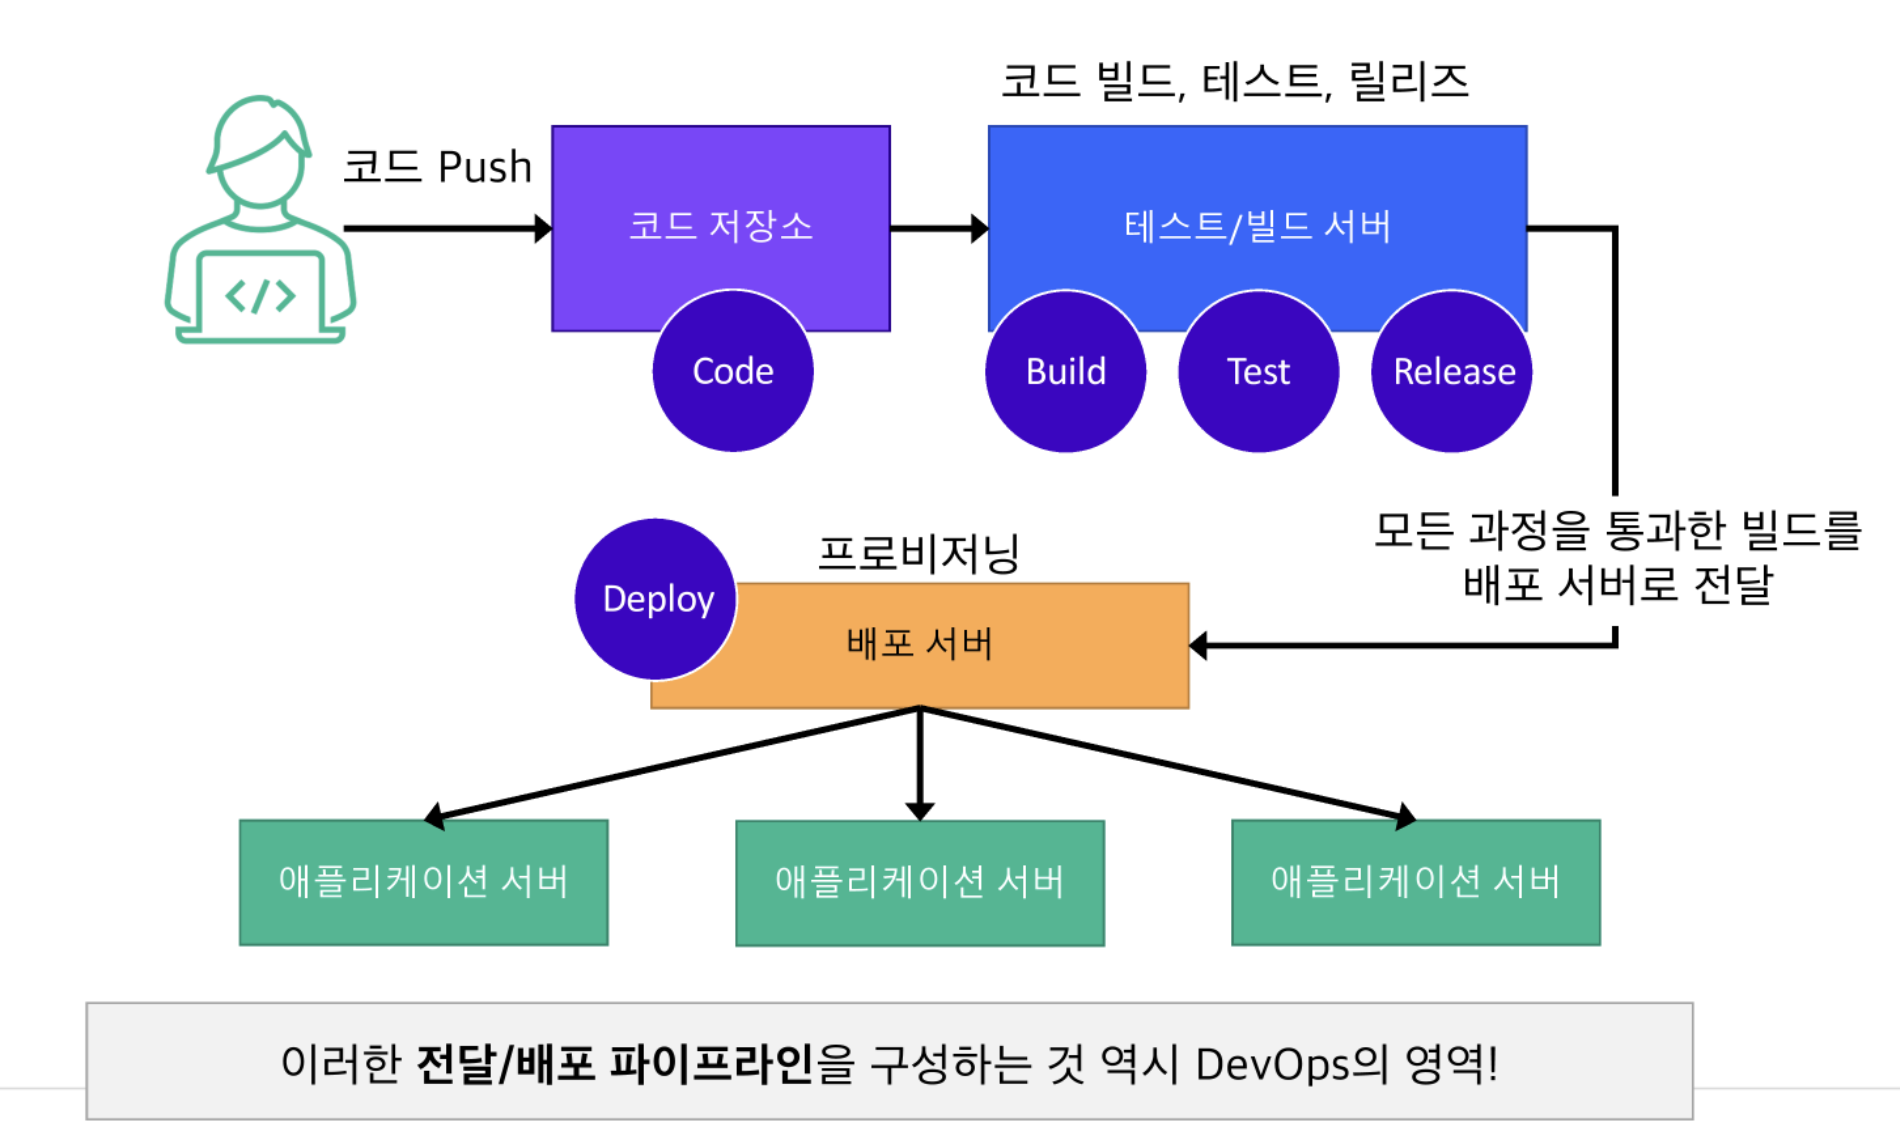 코드 빌드, 테스트, 릴리즈
코드 Push
</>
코드 저장소
테스트/빌드 서버
Code
Build
Test
Release
모든 과정을 통과한 빌드를
배포 서버로 전달
프로비저닝
Deploy
배포 서버
애플리케이션 서버
애플리케이션 서버
애플리케이션 서버
이러한 전달/배포 파이프라인을 구성하는 것 역시 DevOps의 영역!